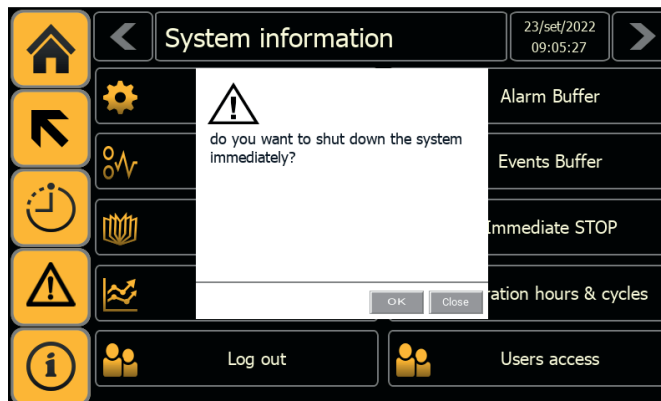 System information
23/set/2022
09:05:27
do you want to shut down the system
immediately?
OK
Close
Alarm Buffer
Events Buffer
Immediate STOP
ration hours & cycles
Log out
Users access